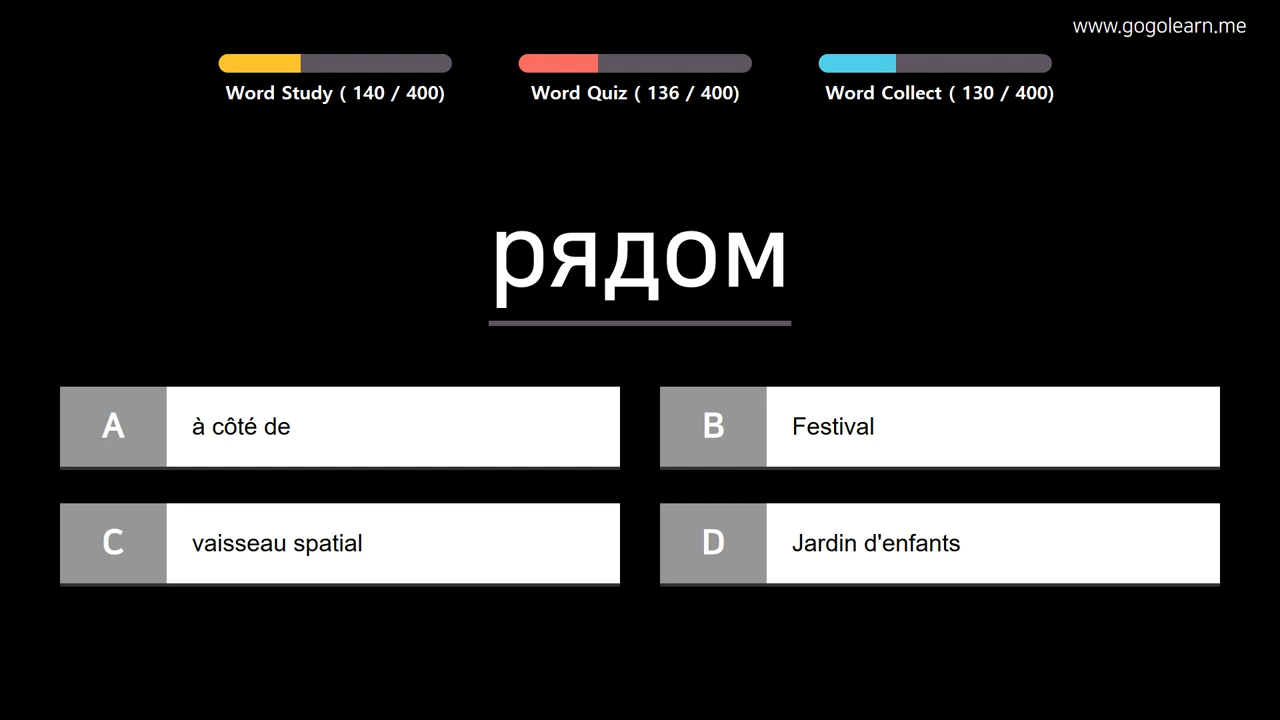 www.gogolearn.me
Word Study ( 140 / 400)
Word Quiz ( 136 / 400)
Word Collect ( 130 / 400)
рядом
A à côté de
B Festival
C vaisseau spatial
D Jardin d'enfants